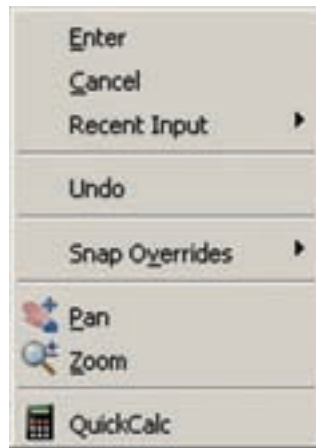 Enter
Cancel
Recent Input
Undo
Snap Overrides
Pan
Zoom
QuickCalc